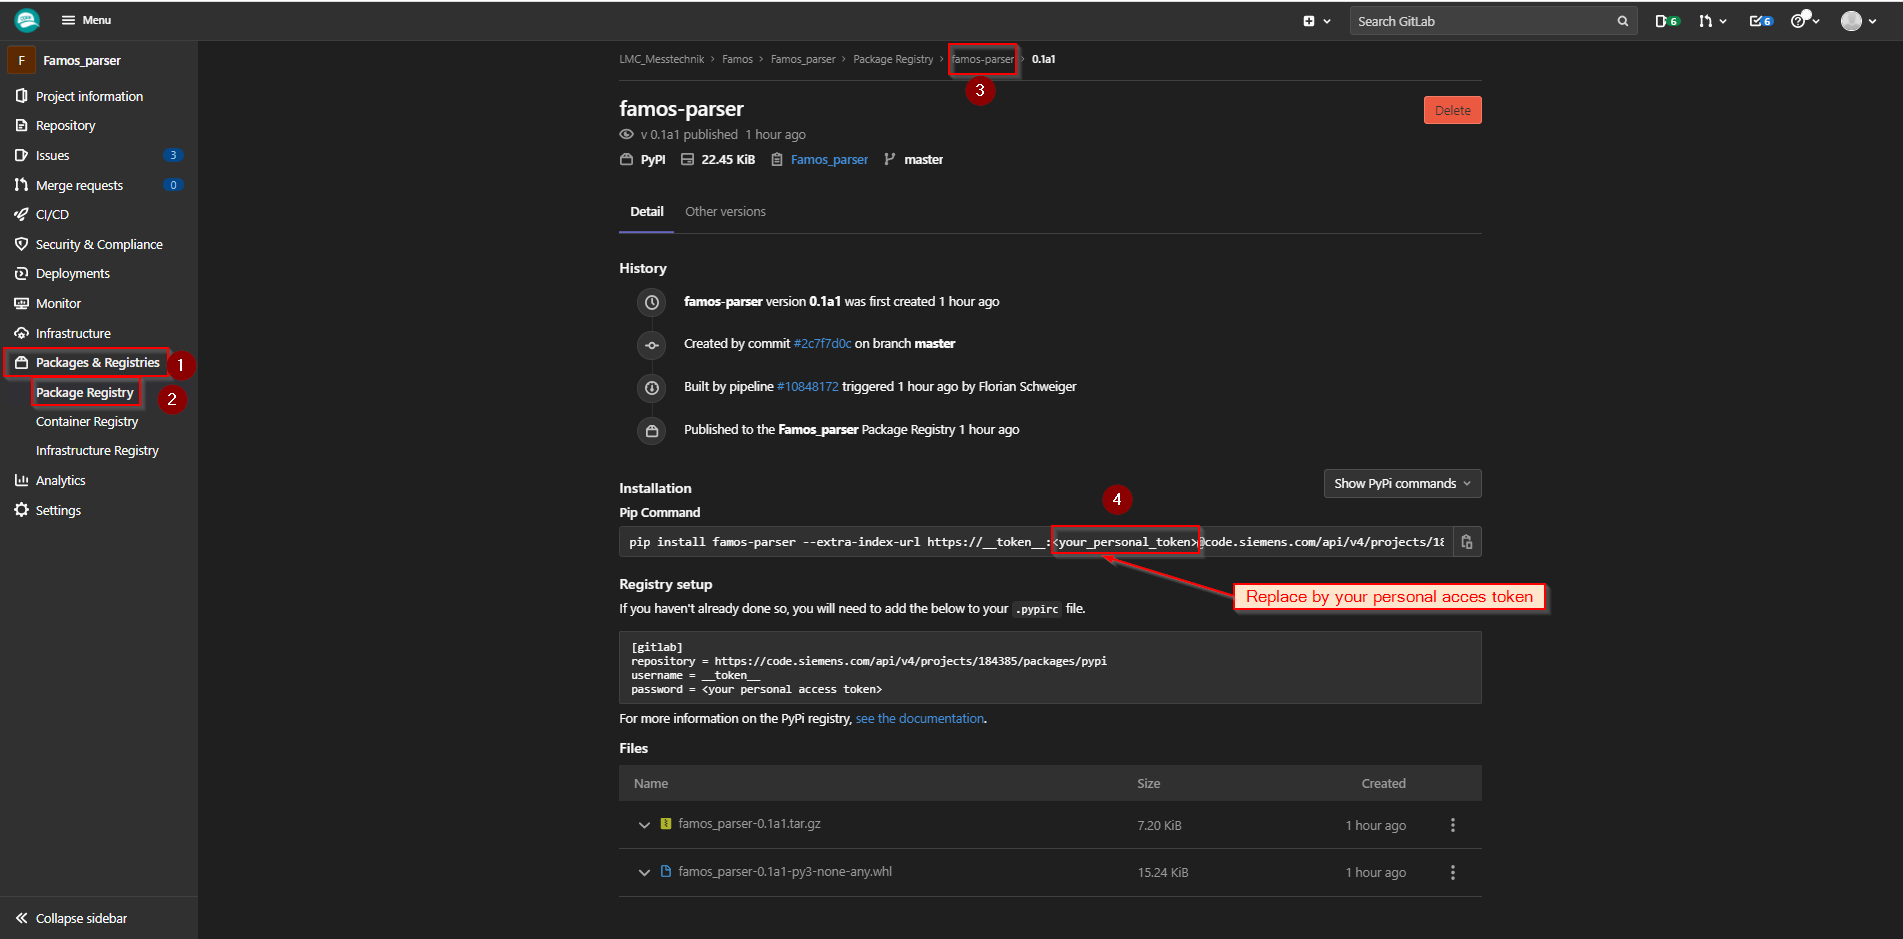 Menu
Search GitLab
6
6
F Famos_parser
Project information
Repository
Issues 3
Merge requests 0
CI/CD
Security & Compliance
Deployments
Monitor
Infrastructure
Packages & Registries 1
Package Registry 2
Container Registry
Infrastructure Registry
Analytics
Settings
Collapse sidebar
LMC_Messtechnik > Famos > Famos_parser > Package Registry > famos-parser > 0.1a1
3
famos-parser
Delete
v 0.1a1 published 1 hour ago
PyPI 22.45 KiB Famos_parser master
Detail Other versions
History
famos-parser version 0.1a1 was first created 1 hour ago
Created by commit #2c7f7d0c on branch master
Built by pipeline #10848172 triggered 1 hour ago by Florian Schweiger
Published to the Famos_parser Package Registry 1 hour ago
Installation
Show PyPi commands
4
Pip Command
pip install famos-parser --extra-index-url https://__token__:<your_personal_token>@code.siemens.com/api/v4/projects/18
Registry setup
Replace by your personal acces token
If you haven't already done so, you will need to add the below to your .pypirc file.
[gitlab]
repository = https://code.siemens.com/api/v4/projects/184385/packages/pypi
username = __token__
password = <your personal access token>
For more information on the PyPi registry, see the documentation.
Files
Name Size Created
famos_parser-0.1a1.tar.gz 7.20 KiB 1 hour ago
famos_parser-0.1a1-py3-none-any.whl 15.24 KiB 1 hour ago